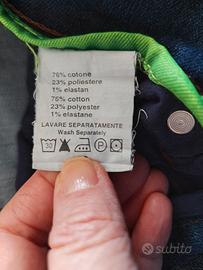 76% cotone
23% poliestere
1% elastan
76% cotton
23% polyester
1% elastane
LAVARE SEPARATAMENTE
Wash Separately
30
P
subito